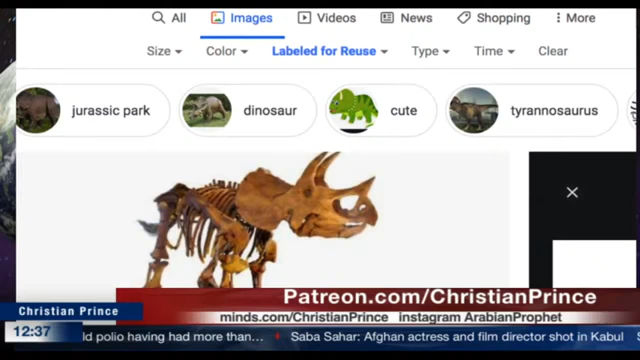 All Images Videos News Shopping More
Size Color Labeled for Reuse Type Time Clear
jurassic park dinosaur cute tyrannosaurus
Patreon.com/ChristianPrince
Christian Prince
minds.com/ChristianPrince instagram ArabianProphet
12:37 ld polio having had more than... Saba Sahar: Afghan actress and film director shot in Kabul